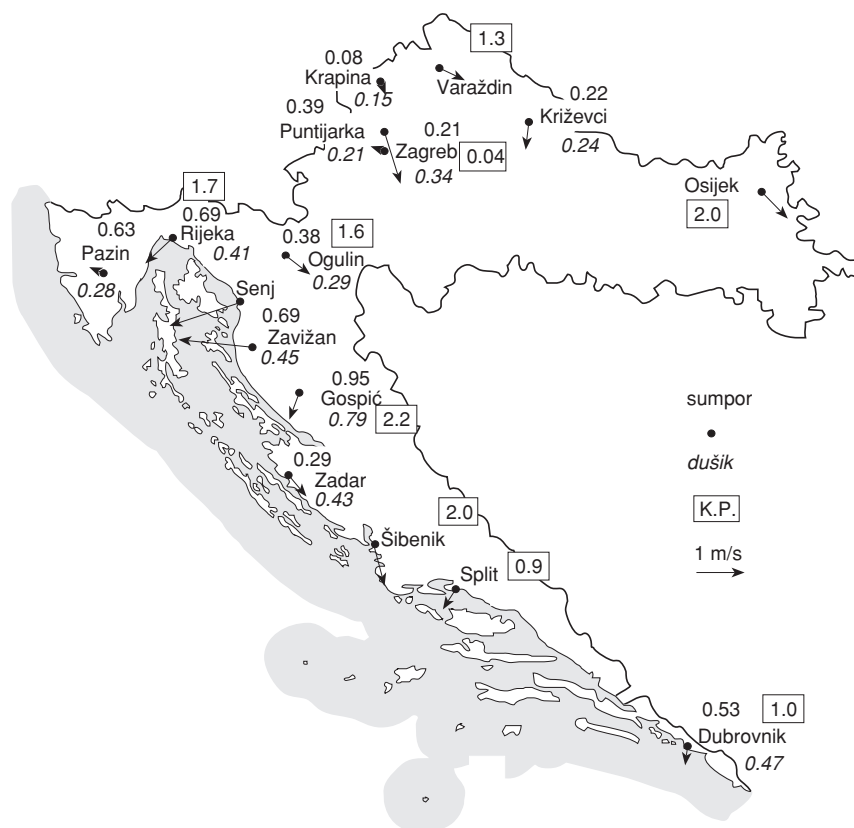 1.3
0.08
Krapina
0.15
Varaždin
0.39
Puntijarka
0.21
0.21
Zagreb
0.04
0.34
0.22
Križevci
0.24
Osijek
2.0
1.7
0.69
Rijeka
0.41
0.63
Pazin
0.28
0.38
1.6
Ogulin
0.29
Senj
0.69
Zavižan
0.45
0.95
Gospić
0.79
2.2
0.29
Zadar
0.43
2.0
Šibenik
0.9
Split
0.53
1.0
Dubrovnik
0.47
sumpor
dušik
K.P.
1 m/s